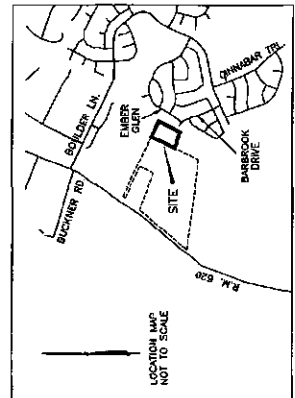 BUCKNER RD
BOULDER LN.
EMBER
GLEN
CINNABAR TRL.
BARBROOK
DRIVE
SITE
R.M. 620
LOCATION MAP
NOT TO SCALE